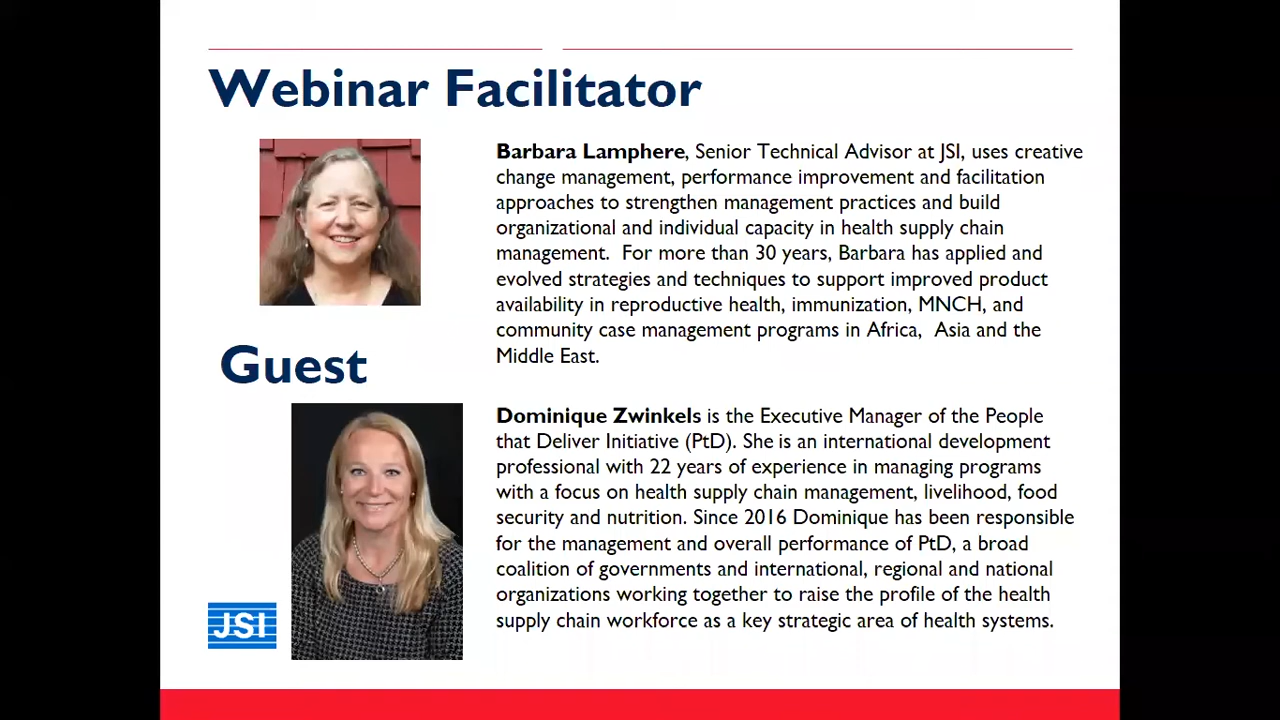 Webinar Facilitator
Barbara Lamphere, Senior Technical Advisor at JSI, uses creative
change management, performance improvement and facilitation
approaches to strengthen management practices and build
organizational and individual capacity in health supply chain
management.  For more than 30 years, Barbara has applied and
evolved strategies and techniques to support improved product
availability in reproductive health, immunization, MNCH, and
community case management programs in Africa,  Asia and the
Middle East.
Guest
Dominique Zwinkels is the Executive Manager of the People
that Deliver Initiative (PtD). She is an international development
professional with 22 years of experience in managing programs
with a focus on health supply chain management, livelihood, food
security and nutrition. Since 2016 Dominique has been responsible
for the management and overall performance of PtD, a broad
coalition of governments and international, regional and national
organizations working together to raise the profile of the health
supply chain workforce as a key strategic area of health systems.
JSI